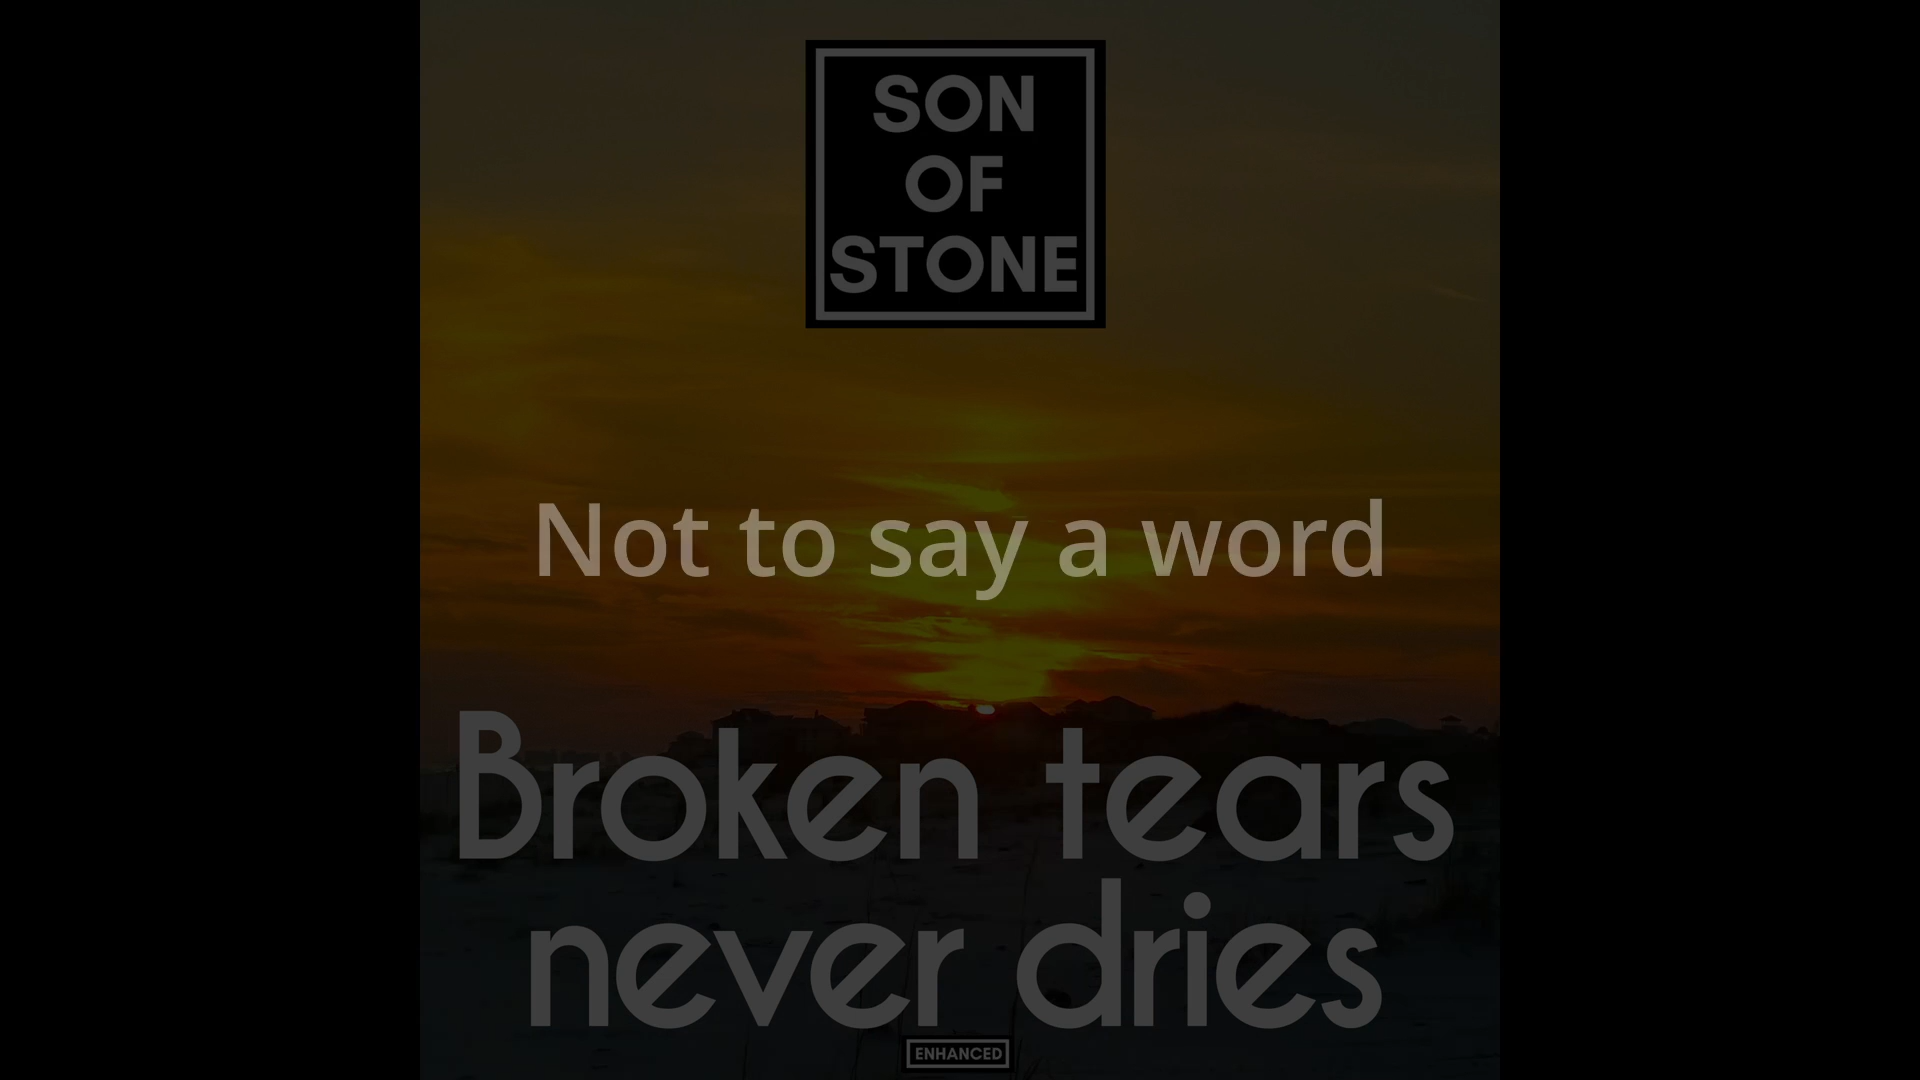 SON
OF
STONE
Not to say a word
Broken tears
never dries
ENHANCED